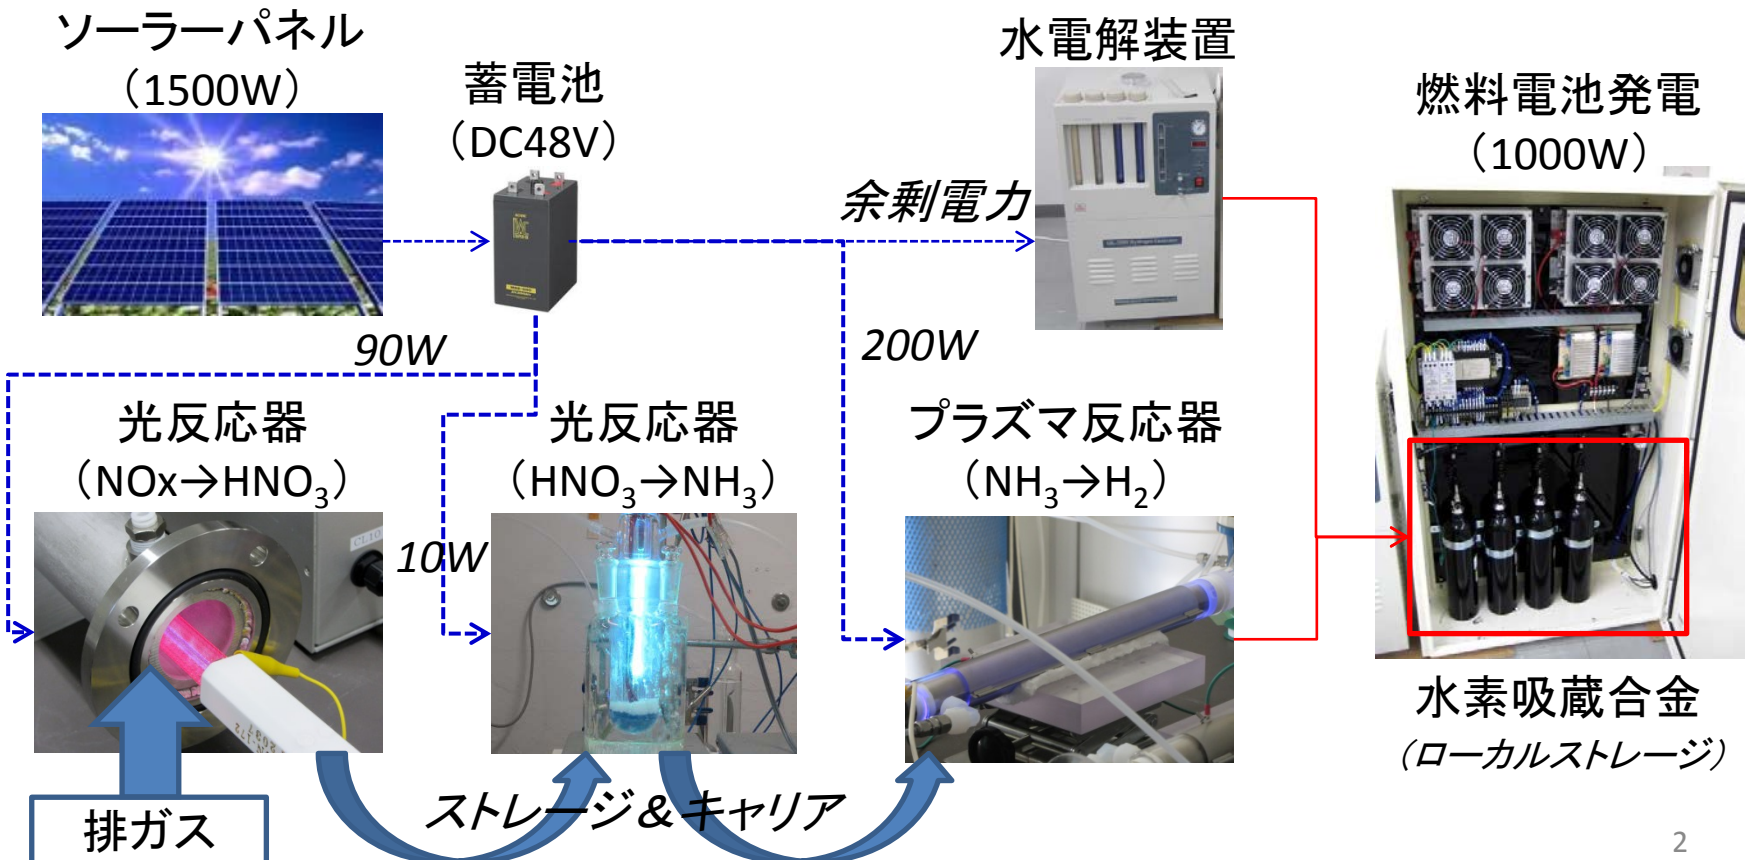 ソーラーパネル
（1500W）
蓄電池
（DC48V）
水電解装置
燃料電池発電
（1000W）
余剰電力
90W
200W
光反応器
（NOx→HNO₃）
光反応器
（HNO₃→NH₃）
プラズマ反応器
（NH₃→H₂）
10W
水素吸蔵合金
（ローカルストレージ）
ストレージ＆キャリア
排ガス
2